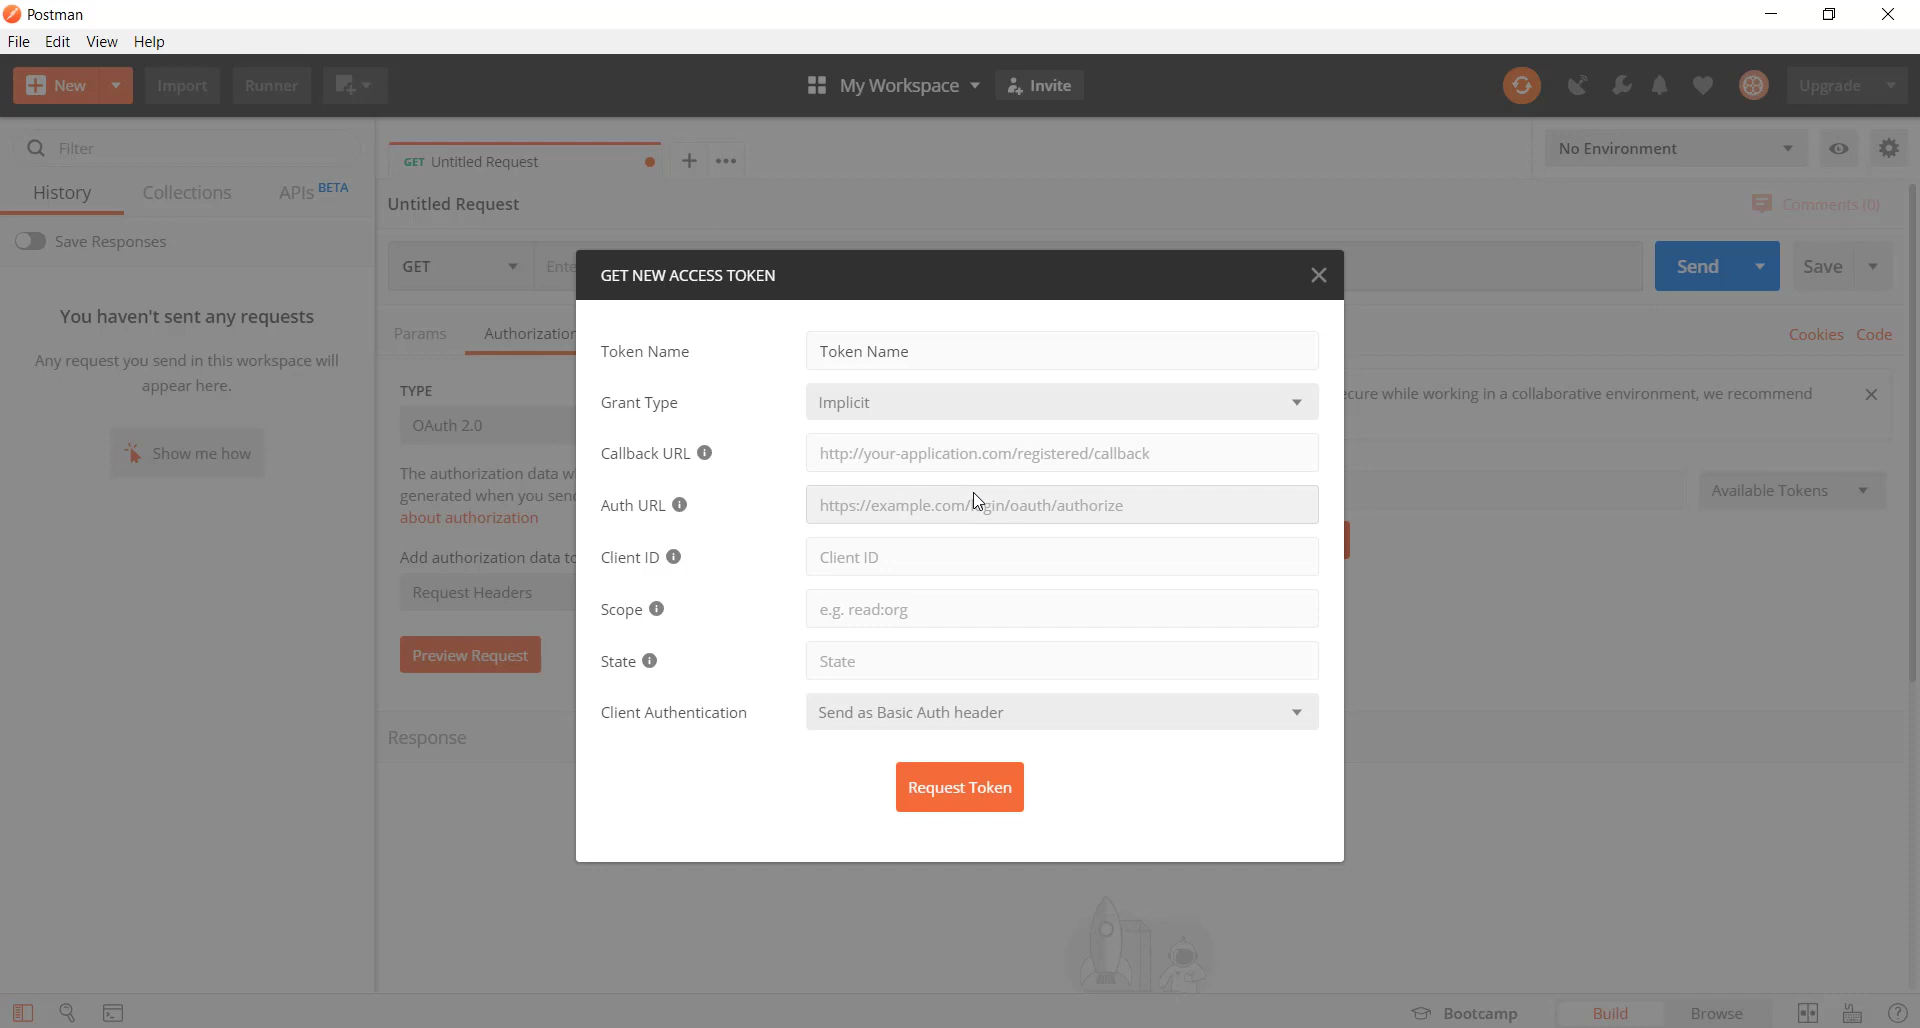 Postman
File Edit View Help
New Import Runner My Workspace Invite Upgrade
Filter
History Collections APIs BETA
Save Responses
You haven't sent any requests
Any request you send in this workspace will
appear here.
Show me how
GET Untitled Request
No Environment
Untitled Request
Comments (0)
GET
Send Save
Params Authorization
Cookies Code
TYPE
OAuth 2.0
The authorization data
generated when you
about authorization
Add authorization data
Request Headers
Preview Request
while working in a collaborative environment, we recommend
Available Tokens
Response
GET NEW ACCESS TOKEN
Token Name Token Name
Grant Type Implicit
Callback URL http://your-application.com/registered/callback
Auth URL https://example.com/login/oauth/authorize
Client ID Client ID
Scope e.g. read:org
State State
Client Authentication Send as Basic Auth header
Request Token
Bootcamp Build Browse